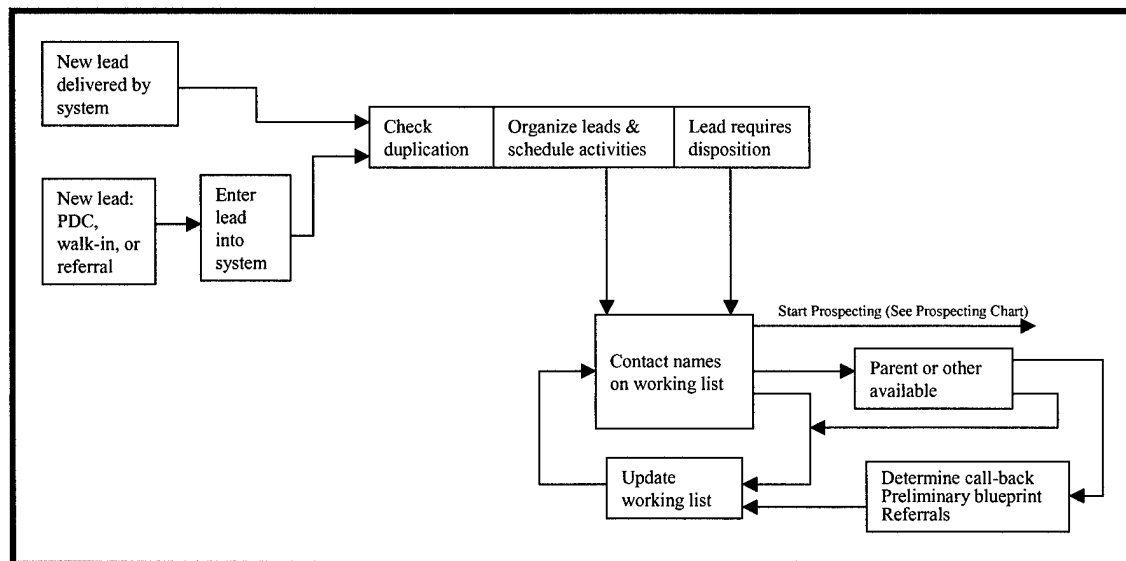 New lead
delivered by
system
Check
duplication
Organize leads &
schedule activities
Lead requires
disposition
New lead:
PDC,
walk-in, or
referral
Enter
lead
into
system
Start Prospecting (See Prospecting Chart)
Contact names
on working list
Parent or other
available
Update
working list
Determine call-back
Preliminary blueprint
Referrals